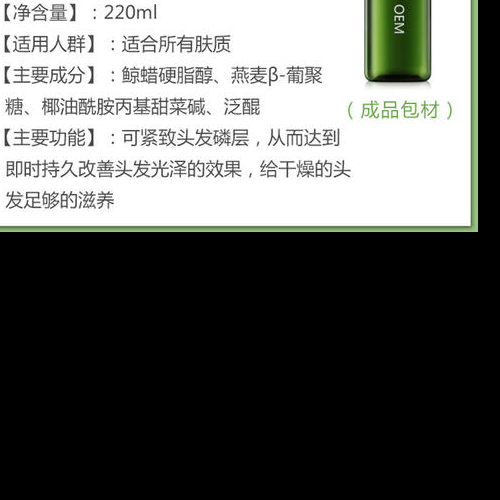 【净含量】：220ml
【适用人群】：适合所有肤质
【主要成分】：鲸蜡硬脂醇、燕麦β-葡聚
糖、椰油酰胺丙基甜菜碱、泛醌
【主要功能】：可紧致头发磷层，从而达到
即时持久改善头发光泽的效果，给干燥的头
发足够的滋养
OEM
（成品包材）